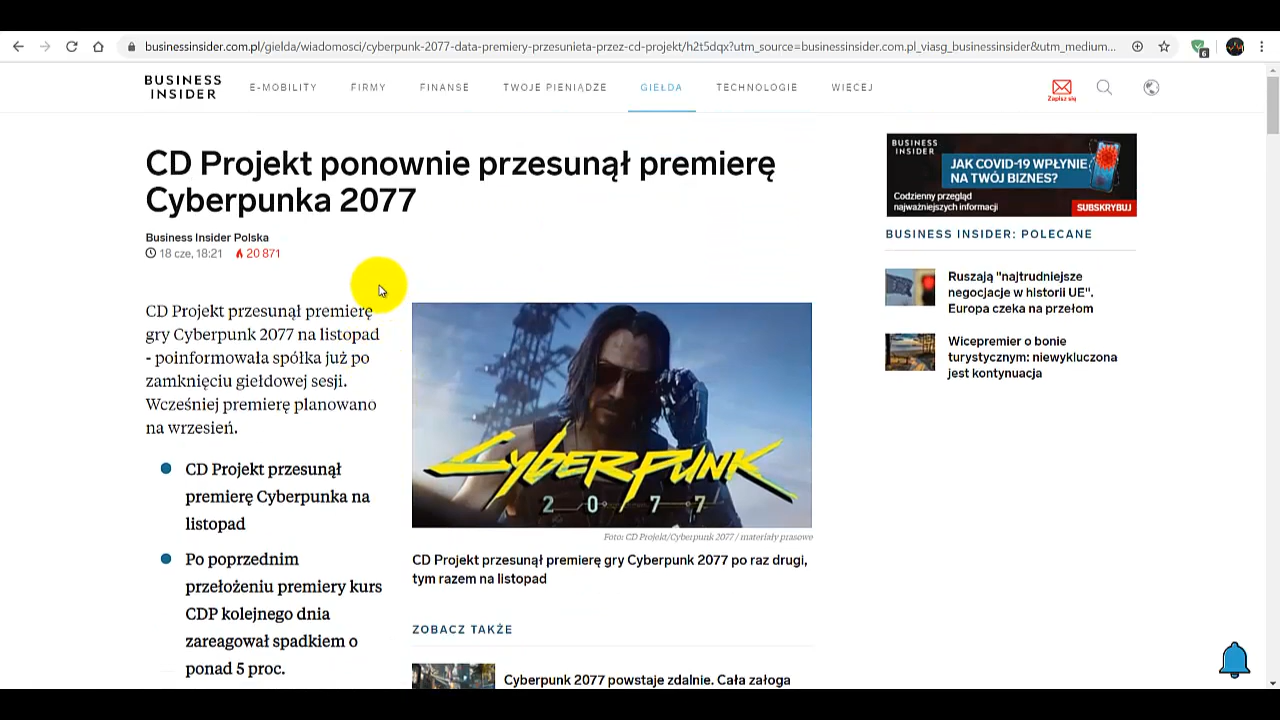 businessinsider.com.pl/gielda/wiadomosci/cyberpunk-2077-data-premiery-przesunieta-przez-cd-projekt/h2t5dqx?utm_source=businessinsider.com.pl_viasg_businessinsider&utm_medium...
6
BUSINESS
INSIDER
E-MOBILITY
FIRMY
FINANSE
TWOJE PIENIĄDZE
GIEŁDA
TECHNOLOGIE
WIĘCEJ
Zapisz się
CD Projekt ponownie przesunął premierę
Cyberpunka 2077
Business Insider Polska
18 cze, 18:21 20 871
CD Projekt przesunął premierę
gry Cyberpunk 2077 na listopad
- poinformowała spółka już po
zamknięciu giełdowej sesji.
Wcześniej premierę planowano
na wrzesień.
CD Projekt przesunął
premierę Cyberpunka na
listopad
Po poprzednim
przełożeniu premiery kurs
CDP kolejnego dnia
zareagował spadkiem o
ponad 5 proc.
CYBERPUNK
2077
Foto: CD Projekt/Cyberpunk 2077 / materiały prasowe
CD Projekt przesunął premierę gry Cyberpunk 2077 po raz drugi,
tym razem na listopad
ZOBACZ TAKŻE
Cyberpunk 2077 powstaje zdalnie. Cała załoga
BUSINESS
INSIDER
JAK COVID-19 WPŁYNIE
NA TWÓJ BIZNES?
Codzienny przegląd
najważniejszych informacji
SUBSKRYBUJ
BUSINESS INSIDER: POLECANE
Ruszają "najtrudniejsze
negocjacje w historii UE".
Europa czeka na przełom
Wicepremier o bonie
turystycznym: niewykluczona
jest kontynuacja